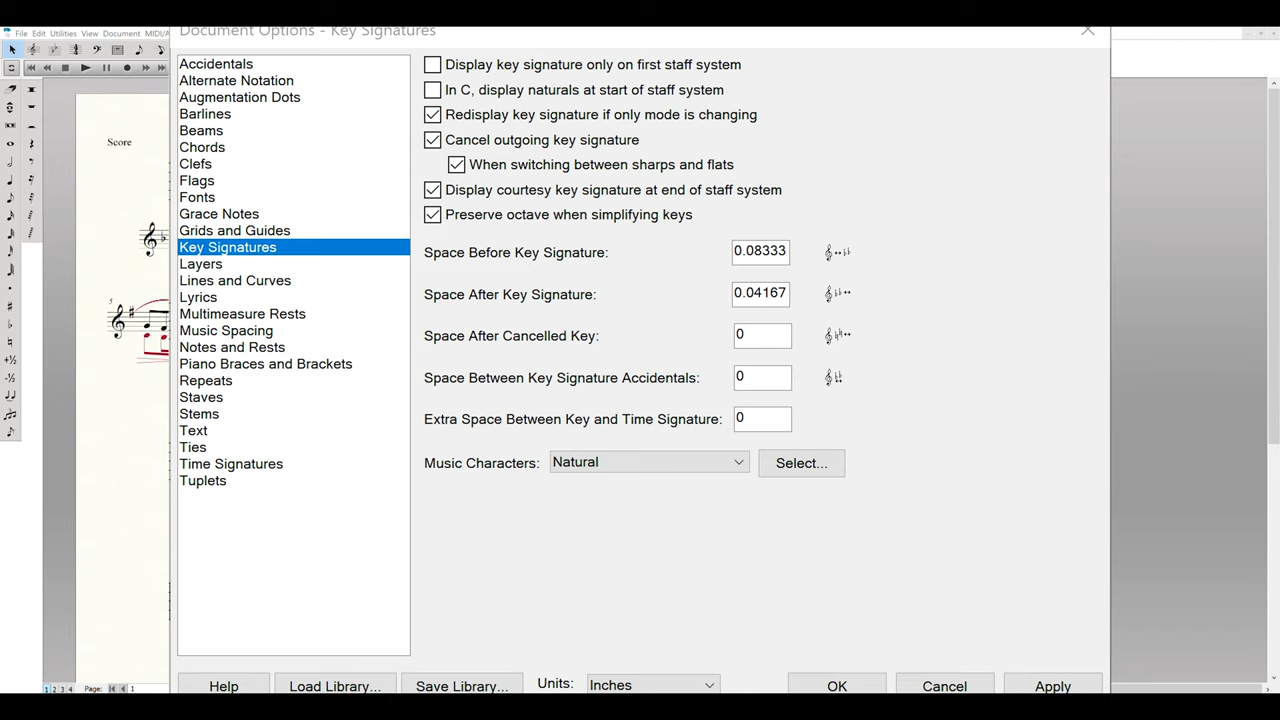 Document Options - Key Signatures
File Edit Utilities View Document MIDI/A
Score
5
Accidentals
Alternate Notation
Augmentation Dots
Barlines
Beams
Chords
Clefs
Flags
Fonts
Grace Notes
Grids and Guides
Key Signatures
Layers
Lines and Curves
Lyrics
Multimeasure Rests
Music Spacing
Notes and Rests
Piano Braces and Brackets
Repeats
Staves
Stems
Text
Ties
Time Signatures
Tuplets
Display key signature only on first staff system
In C, display naturals at start of staff system
Redisplay key signature if only mode is changing
Cancel outgoing key signature
When switching between sharps and flats
Display courtesy key signature at end of staff system
Preserve octave when simplifying keys
Space Before Key Signature: 0.08333
Space After Key Signature: 0.04167
Space After Cancelled Key: 0
Space Between Key Signature Accidentals: 0
Extra Space Between Key and Time Signature: 0
Music Characters: Natural Select...
Help Load Library... Save Library... Units: Inches OK Cancel Apply
1 2 3 4 Page: 1